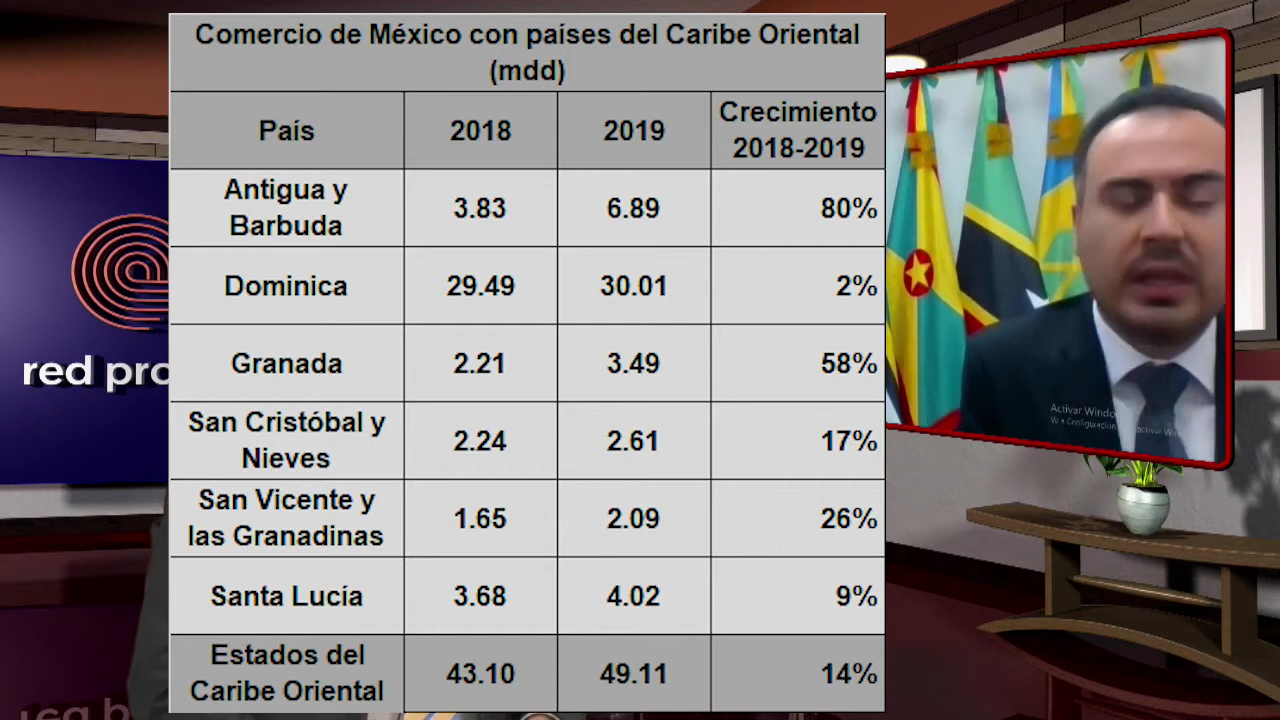 Comercio de México con países del Caribe Oriental
(mdd)
País 2018 2019 Crecimiento
2018-2019
Antigua y
Barbuda 3.83 6.89 80%
Dominica 29.49 30.01 2%
Granada 2.21 3.49 58%
San Cristóbal y
Nieves 2.24 2.61 17%
San Vicente y
las Granadinas 1.65 2.09 26%
Santa Lucía 3.68 4.02 9%
Estados del
Caribe Oriental 43.10 49.11 14%
red pro
Activar Windo